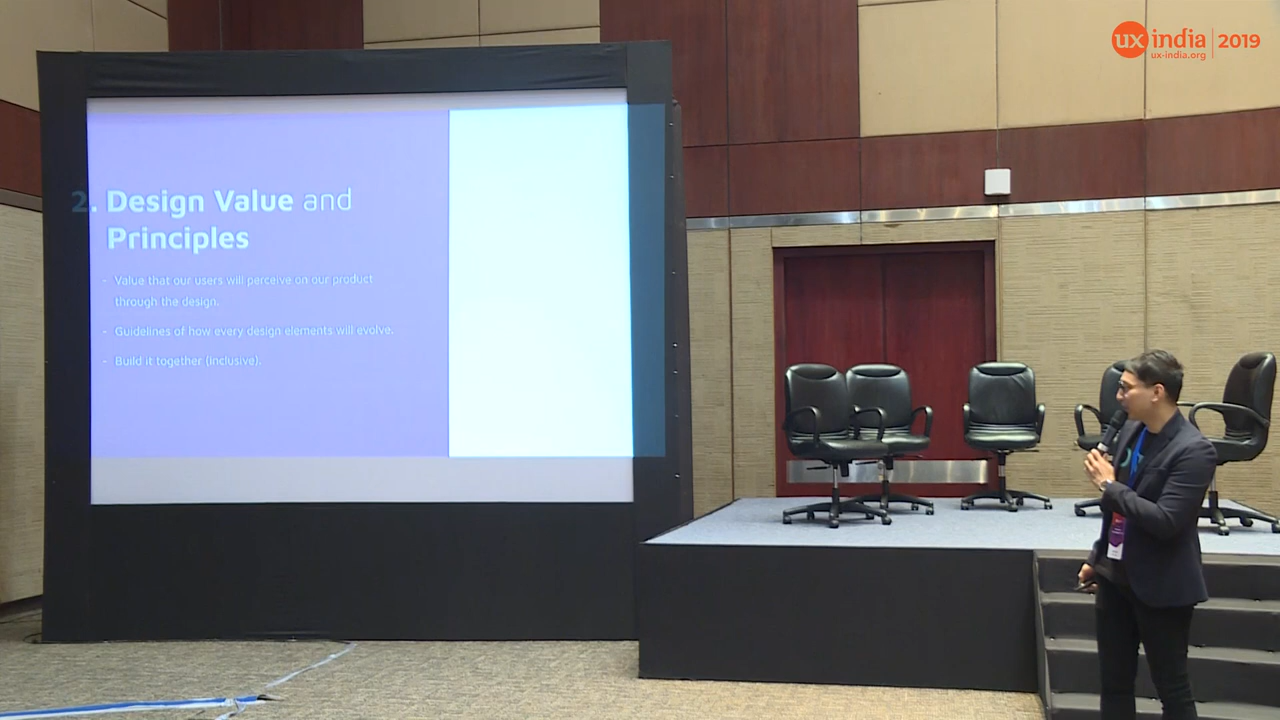 ux india 2019
ux-india.org
2. Design Value and
Principles
- Value that our users will perceive on our product
through the design.
- Guidelines of how every design elements will evolve.
- Build it together (Inclusive).